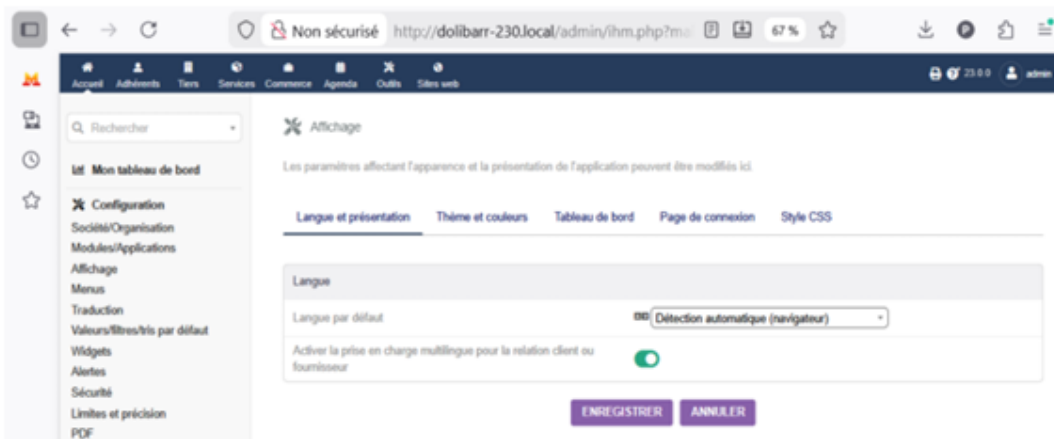 Non sécurisé http://dolibarr-230.local/admin/ihm.php?ma 67 %
Accueil Adhérents Tiers Services Commerce Agenda Outils Sites web 23.0.0 admin
Rechercher
Affichage
Mon tableau de bord
Les paramètres affectant l'apparence et la présentation de l'application peuvent être modifiés ici.
Configuration
Société/Organisation
Modules/Applications
Affichage
Menus
Traduction
Valeurs/filtres/tris par défaut
Widgets
Alertes
Sécurité
Limites et précision
PDF
Langue et présentation Thème et couleurs Tableau de bord Page de connexion Style CSS
Langue
Langue par défaut Détection automatique (navigateur)
Activer la prise en charge multilingue pour la relation client ou
fournisseur
ENREGISTRER ANNULER